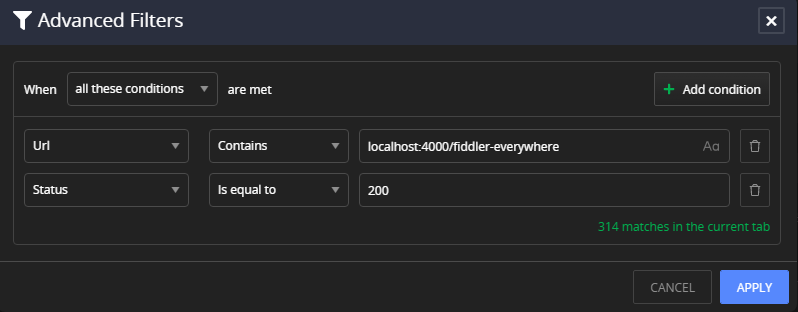 Advanced Filters
When all these conditions are met Add condition
Url Contains localhost:4000/fiddler-everywhere Aa
Status Is equal to 200
314 matches in the current tab
CANCEL APPLY